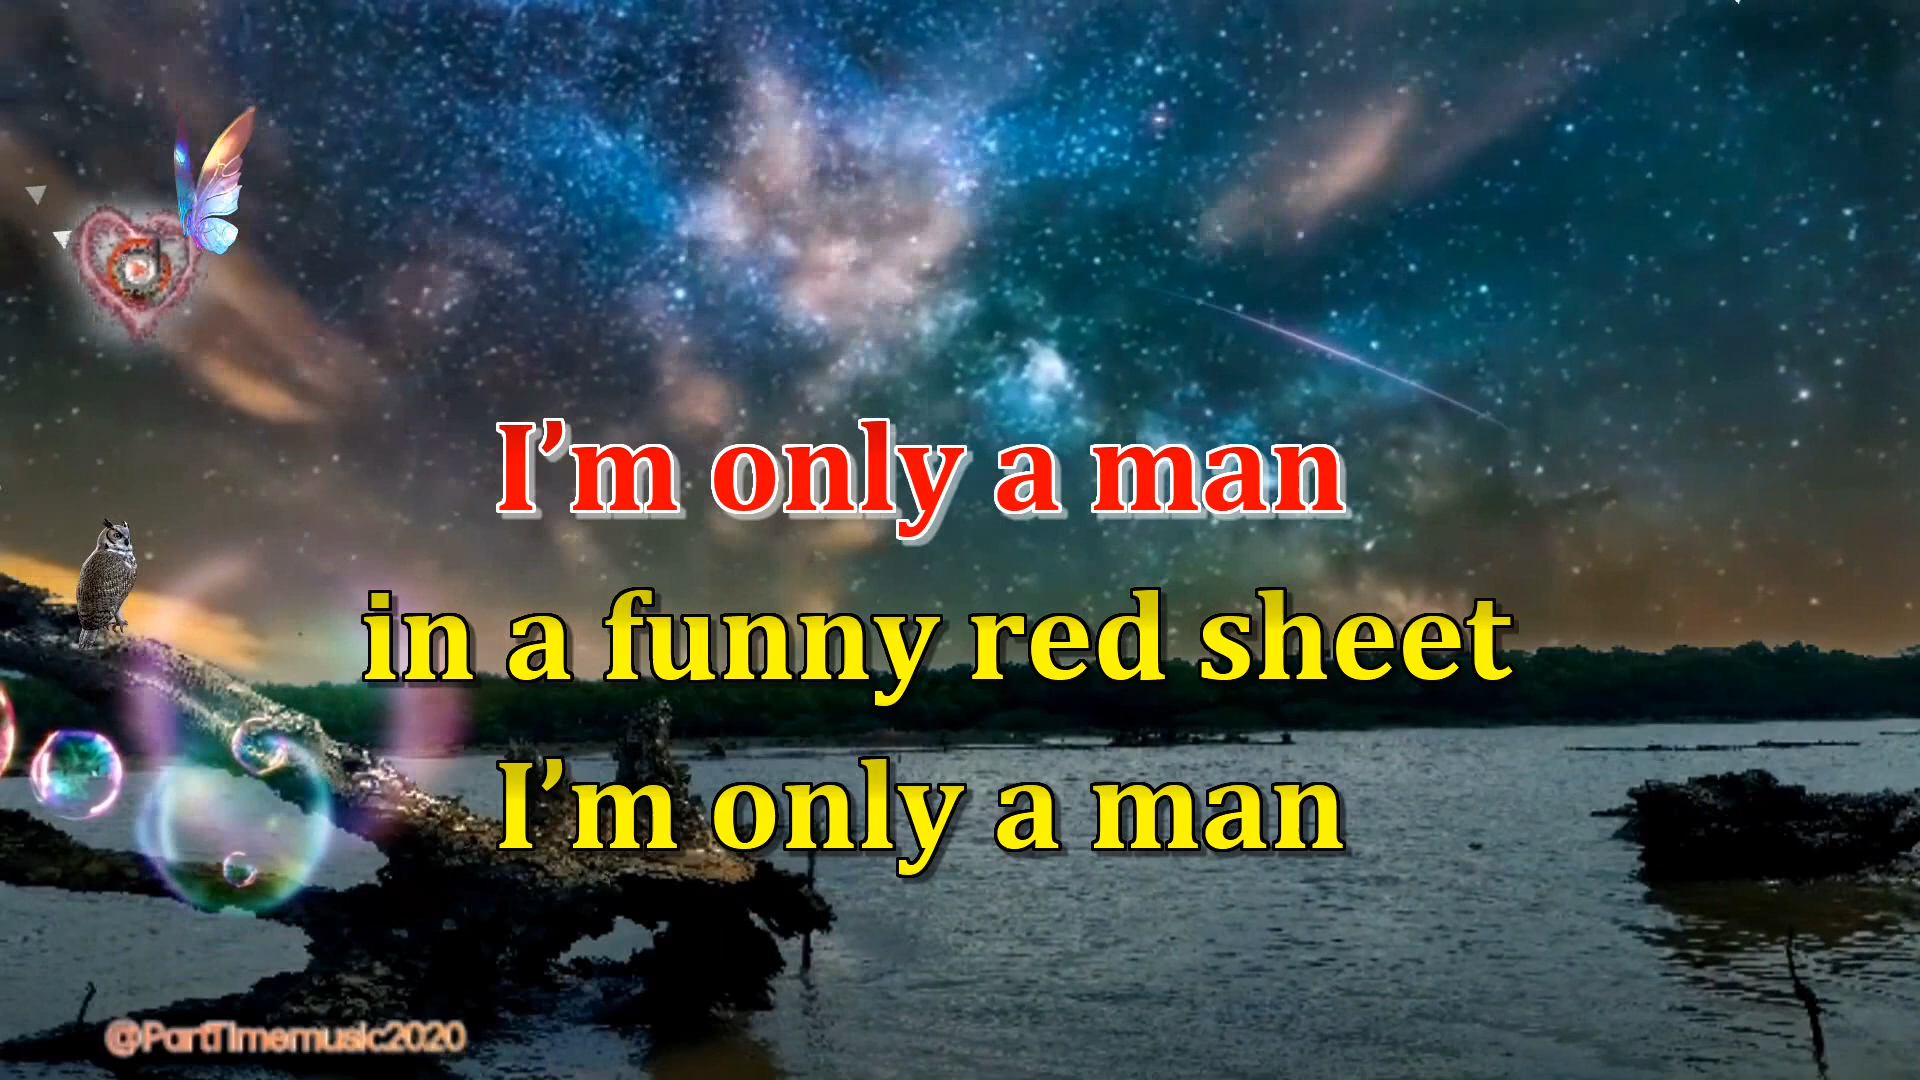 I’m only a man
in a funny red sheet
I’m only a man
@PartTimemusic2020